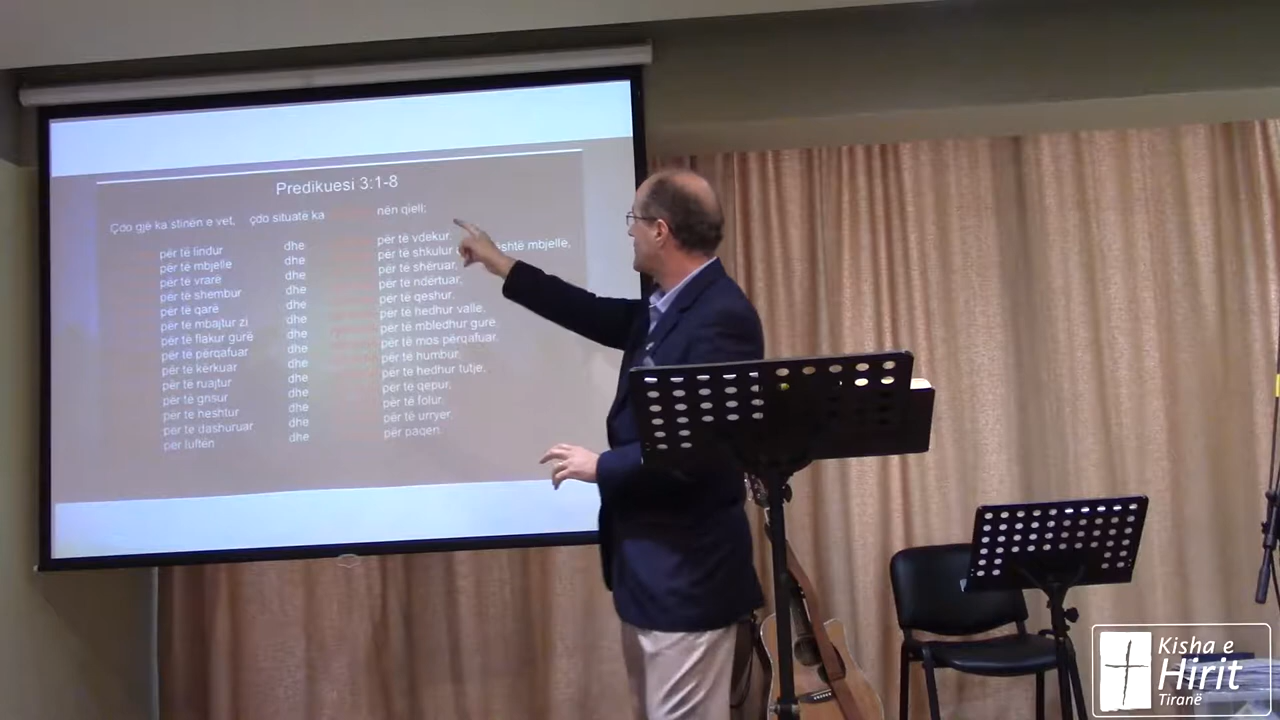 Predikuesi 3:1-8
Çdo gjë ka stinën e vet, çdo situatë ka nën qiell;
për të lindur dhe për të vdekur,
për të mbjelle dhe për të shkulur është mbjelle,
për të vrarë dhe për të shëruar,
për të shembur dhe për të ndërtuar,
për të qarë dhe për të qeshur,
për të mbajtur zi dhe për të hedhur valle,
për të flakur gurë dhe për të mbledhur gurë,
për të përqafuar dhe për të mos përqafuar,
për të kërkuar dhe për të humbur,
për të ruajtur dhe për të hedhur tutje,
për të grisur dhe për të qepur,
për të heshtur dhe për të folur,
për të dashuruar dhe për të urryer,
për luftën dhe për paqen.
Kisha e
Hirit
Tiranë